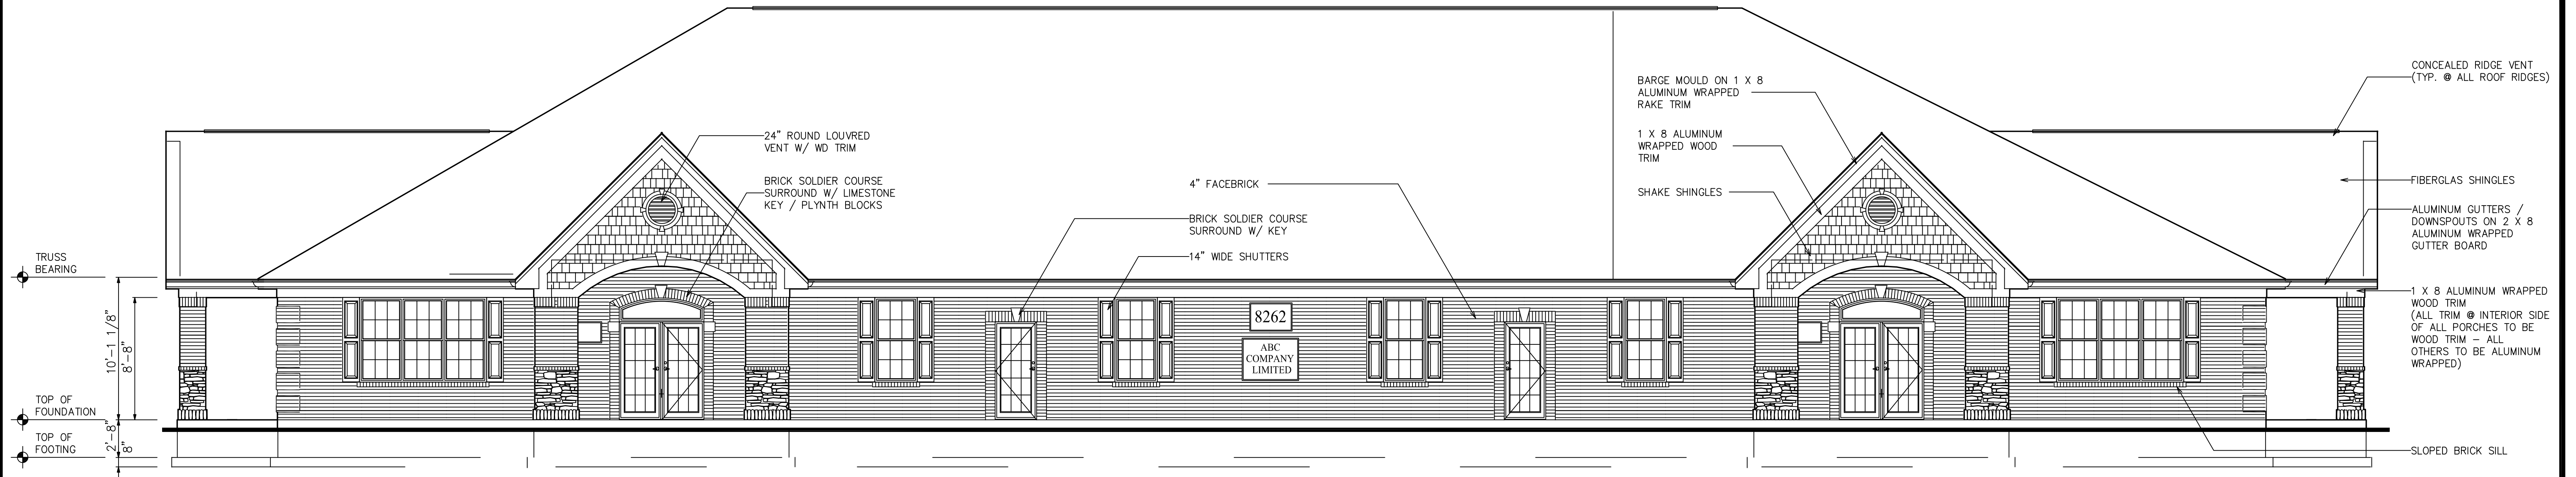 CONCEALED RIDGE VENT
(TYP. @ ALL ROOF RIDGES)
BARGE MOULD ON 1 X 8
ALUMINUM WRAPPED
RAKE TRIM
24" ROUND LOUVRED
VENT W/ WD TRIM
1 X 8 ALUMINUM
WRAPPED WOOD
TRIM
BRICK SOLDIER COURSE
SURROUND W/ LIMESTONE
KEY / PLYNTH BLOCKS
4" FACEBRICK
SHAKE SHINGLES
FIBERGLAS SHINGLES
BRICK SOLDIER COURSE
SURROUND W/ KEY
ALUMINUM GUTTERS /
DOWNSPOUTS ON 2 X 8
ALUMINUM WRAPPED
GUTTER BOARD
14" WIDE SHUTTERS
TRUSS
BEARING
1 X 8 ALUMINUM WRAPPED
WOOD TRIM
(ALL TRIM @ INTERIOR SIDE
OF ALL PORCHES TO BE
WOOD TRIM - ALL
OTHERS TO BE ALUMINUM
WRAPPED)
10'-1 1/8"
8'-8"
8262
ABC
COMPANY
LIMITED
TOP OF
FOUNDATION
TOP OF
FOOTING
2'-8"
8"
SLOPED BRICK SILL